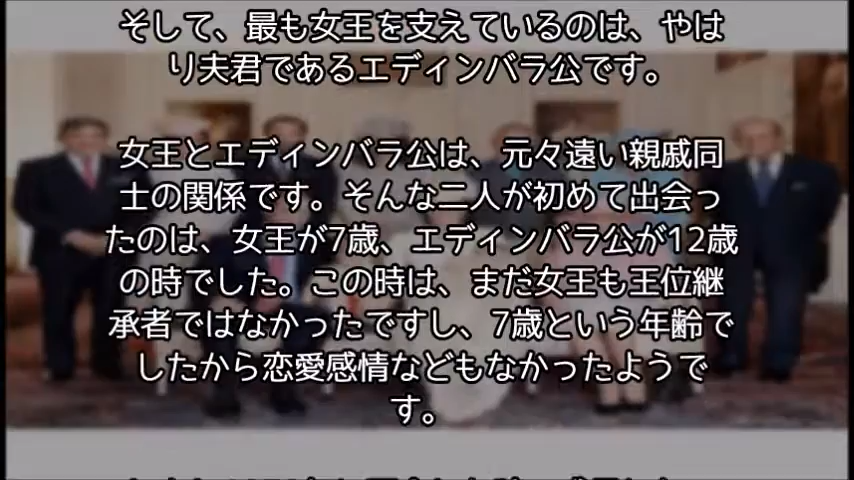 そして、最も女王を支えているのは、やは
り夫君であるエディンバラ公です。
女王とエディンバラ公は、元々遠い親戚同
士の関係です。そんな二人が初めて出会っ
たのは、女王が7歳、エディンバラ公が12歳
の時でした。この時は、まだ女王も王位継
承者ではなかったですし、7歳という年齢で
したから恋愛感情などもなかったようで
す。